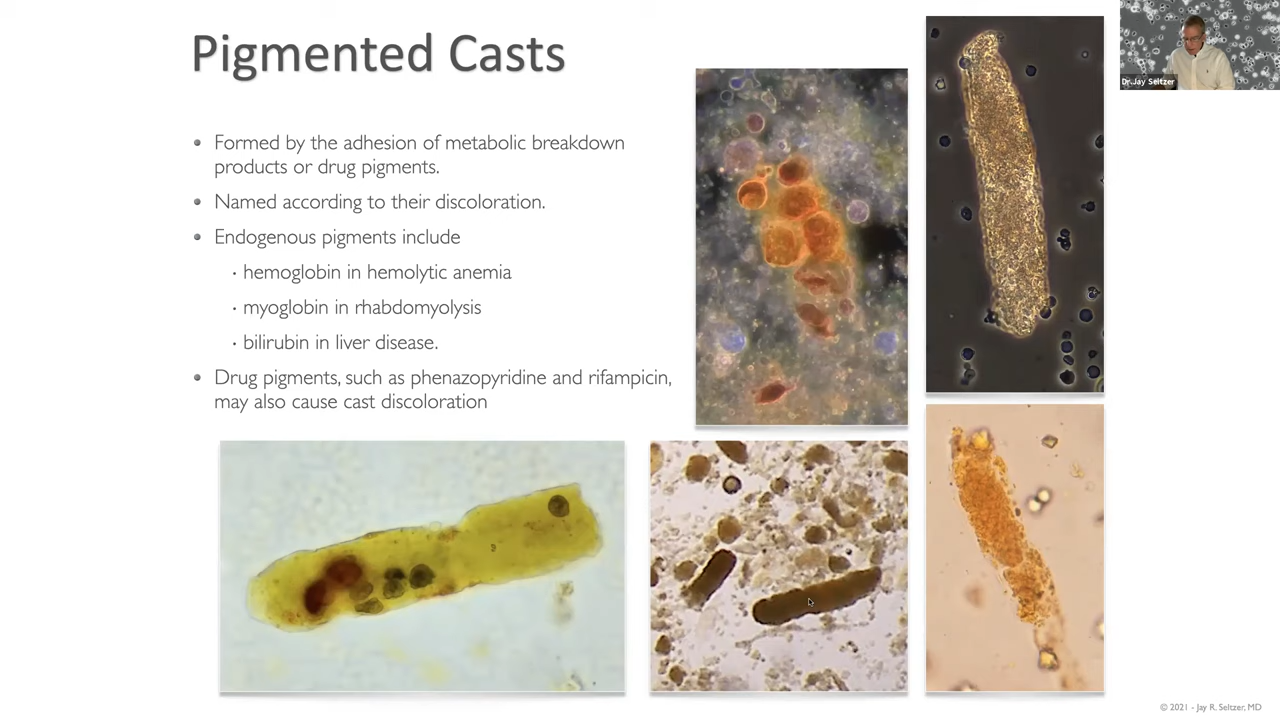 Pigmented Casts
Dr.Jay Seltzer
• Formed by the adhesion of metabolic breakdown
products or drug pigments.
• Named according to their discoloration.
• Endogenous pigments include
· hemoglobin in hemolytic anemia
· myoglobin in rhabdomyolysis
· bilirubin in liver disease.
• Drug pigments, such as phenazopyridine and rifampicin,
may also cause cast discoloration
© 2021 - Jay R. Seltzer, MD